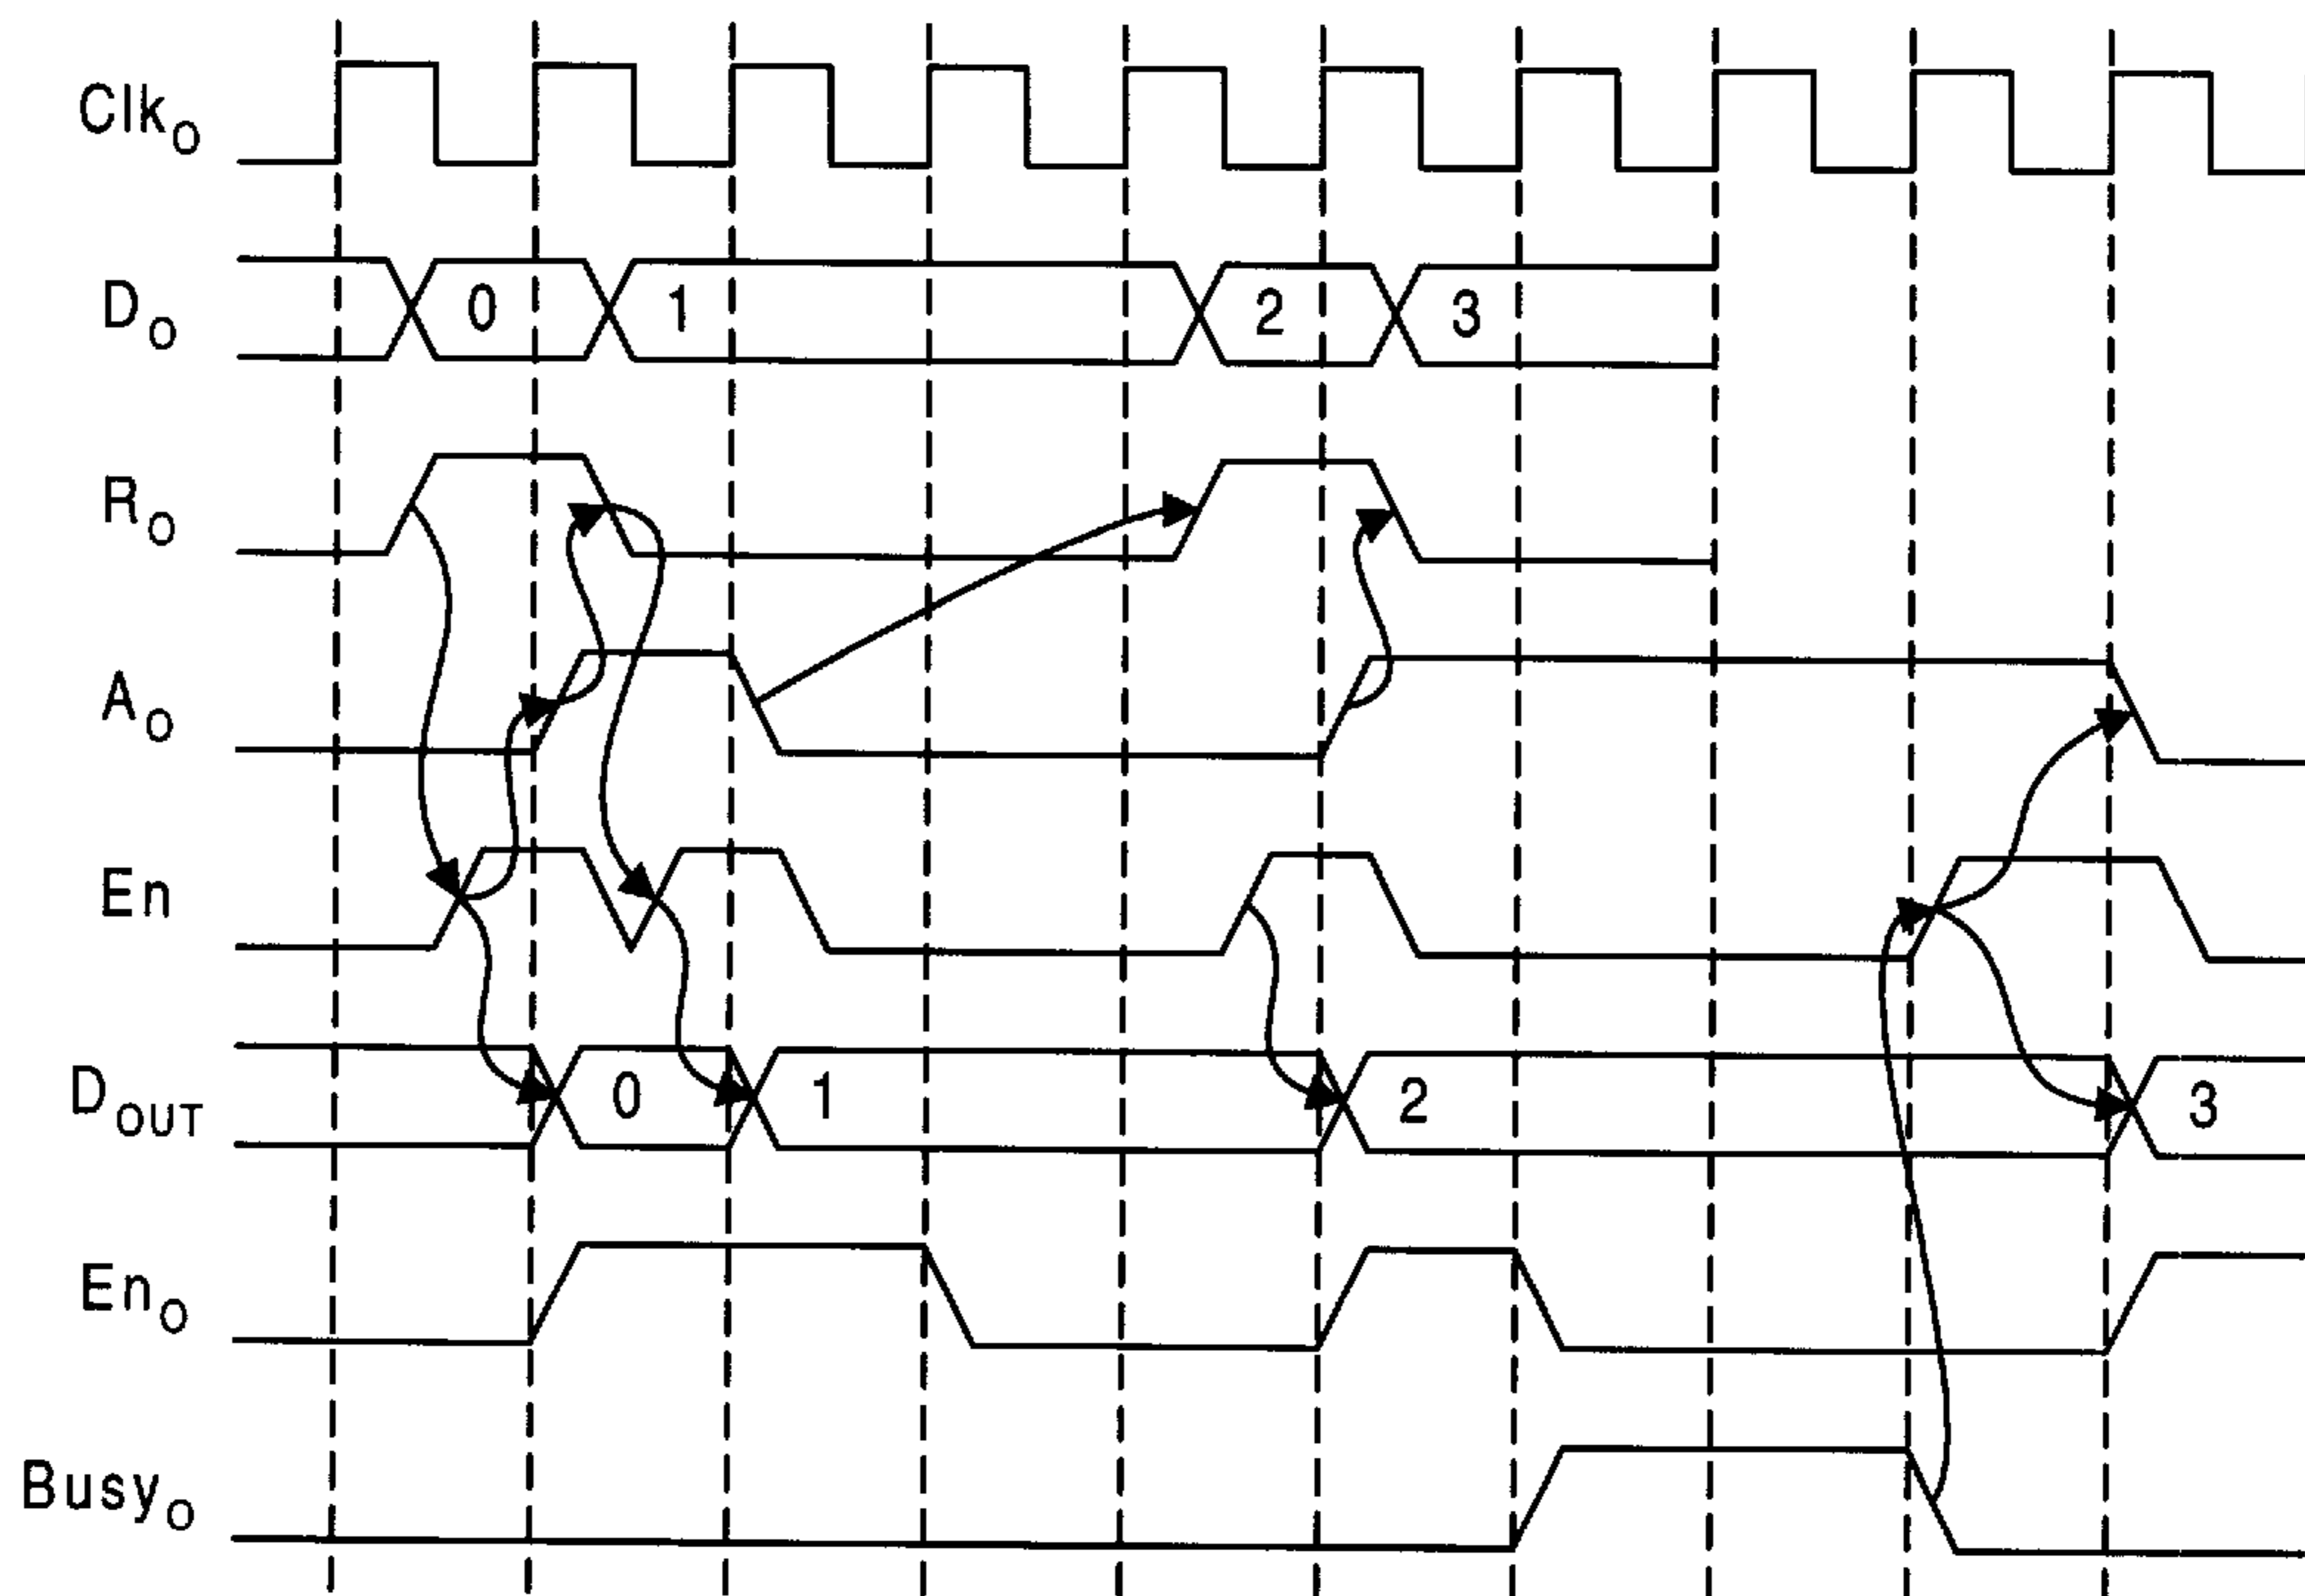 Clk_O
D_O 0 1 2 3
R_O
A_O
En
D_OUT 0 1 2 3
En_O
Busy_O